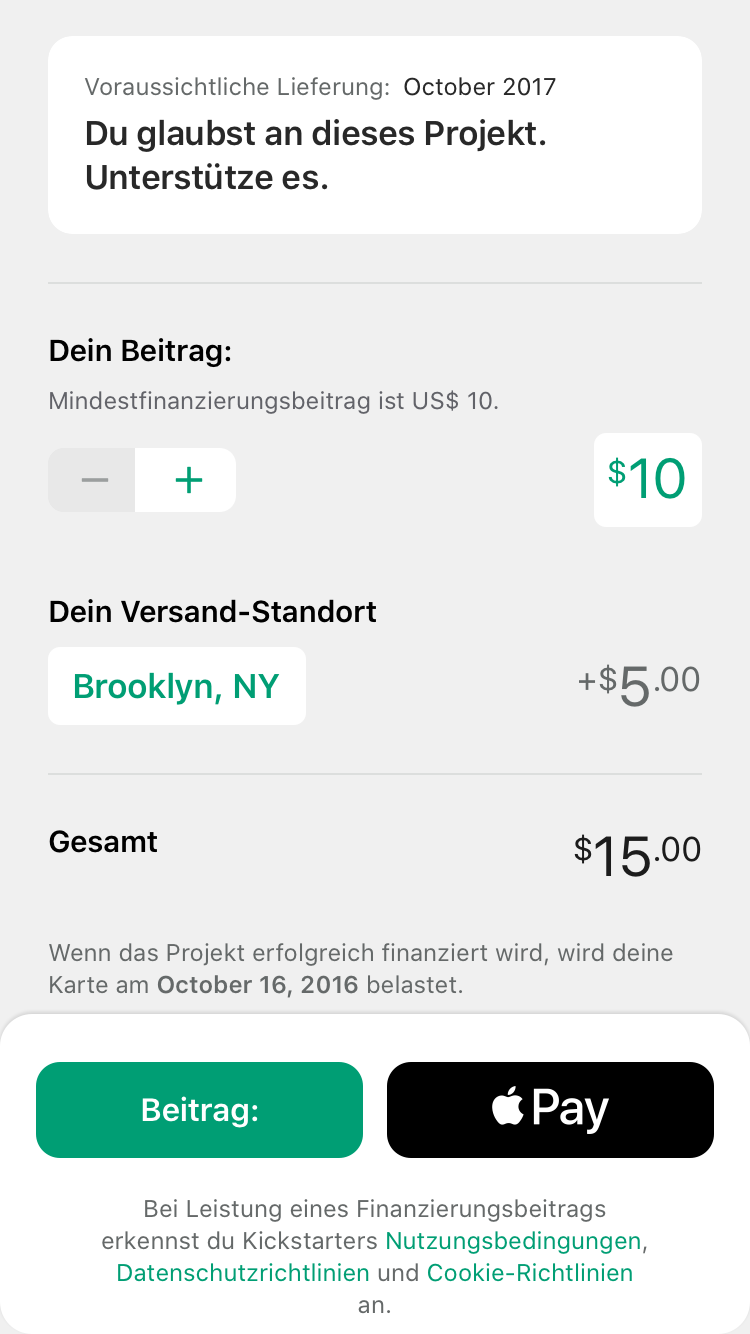 Voraussichtliche Lieferung: October 2017
Du glaubst an dieses Projekt.
Unterstütze es.
Dein Beitrag:
Mindestfinanzierungsbeitrag ist US$ 10.
− +
$10
Dein Versand-Standort
Brooklyn, NY
+$5.00
Gesamt
$15.00
Wenn das Projekt erfolgreich finanziert wird, wird deine
Karte am October 16, 2016 belastet.
Beitrag:
Pay
Bei Leistung eines Finanzierungsbeitrags
erkennst du Kickstarters Nutzungsbedingungen,
Datenschutzrichtlinien und Cookie-Richtlinien
an.